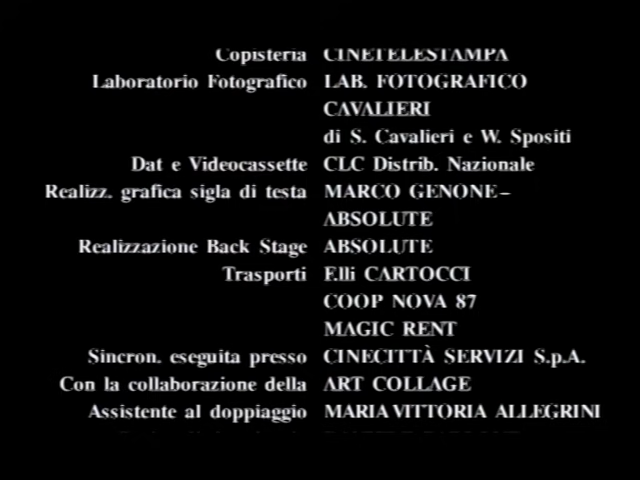 Copisteria CINETELESTAMPA
Laboratorio Fotografico LAB. FOTOGRAFICO
CAVALIERI
di S. Cavalieri e W. Spositi
Dat e Videocassette CLC Distrib. Nazionale
Realizz. grafica sigla di testa MARCO GENONE–
ABSOLUTE
Realizzazione Back Stage ABSOLUTE
Trasporti F.lli CARTOCCI
COOP NOVA 87
MAGIC RENT
Sincron. eseguita presso CINECITTÀ SERVIZI S.p.A.
Con la collaborazione della ART COLLAGE
Assistente al doppiaggio MARIA VITTORIA ALLEGRINI